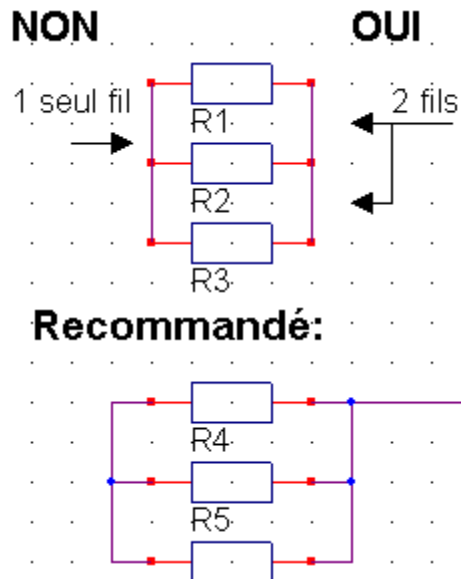 NON OUI
1 seul fil 2 fils
R1
R2
R3
Recommandé:
R4
R5